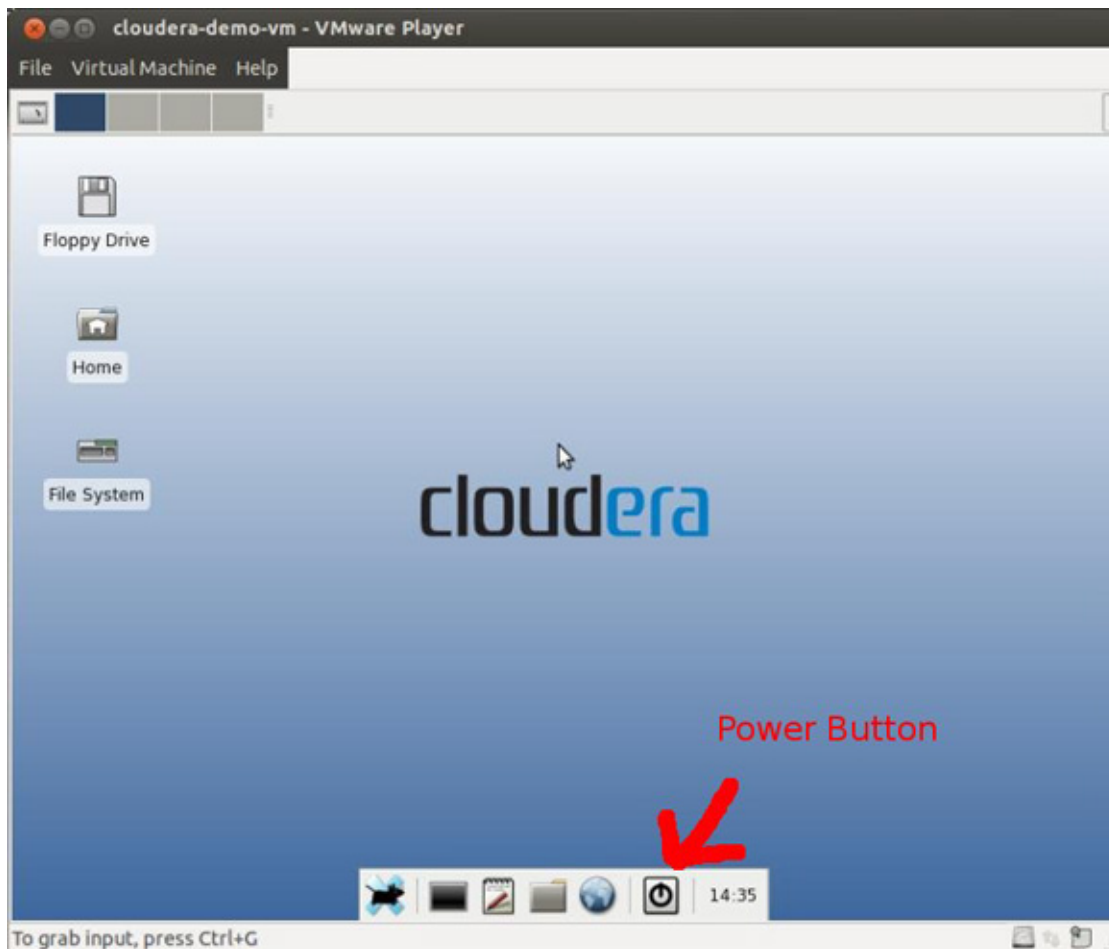 cloudera-demo-vm - VMware Player
File Virtual Machine Help
Floppy Drive
Home
File System
cloudera
Power Button
14:35
To grab input, press Ctrl+G